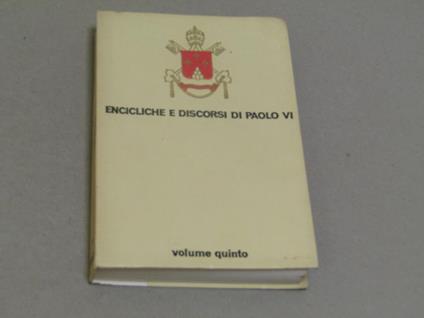 ENCICLICHE E DISCORSI DI PAOLO VI
volume quinto